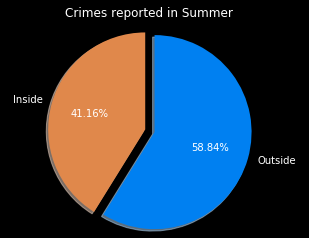 Crimes reported in Summer
Inside
41.16%
58.84%
Outside